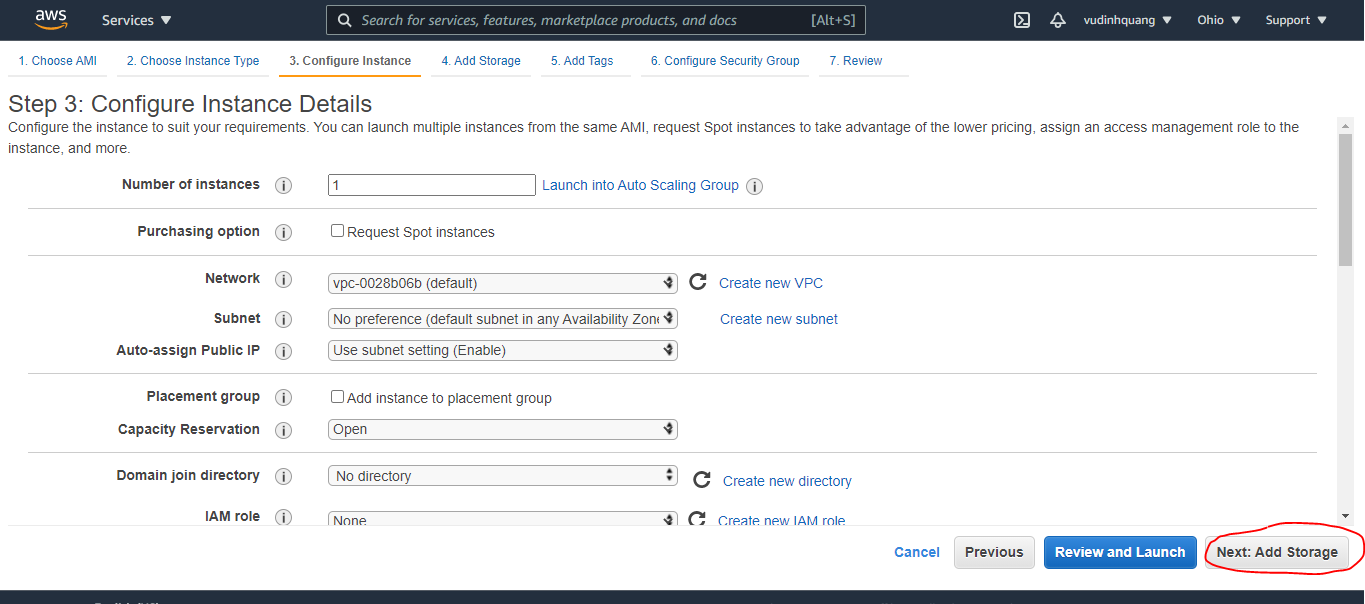 aws Services Search for services, features, marketplace products, and docs [Alt+S] vudinhquang Ohio Support
1. Choose AMI 2. Choose Instance Type 3. Configure Instance 4. Add Storage 5. Add Tags 6. Configure Security Group 7. Review
Step 3: Configure Instance Details
Configure the instance to suit your requirements. You can launch multiple instances from the same AMI, request Spot instances to take advantage of the lower pricing, assign an access management role to the
instance, and more.
Number of instances i 1 Launch into Auto Scaling Group i
Purchasing option i Request Spot instances
Network i vpc-0028b06b (default) Create new VPC
Subnet i No preference (default subnet in any Availability Zone Create new subnet
Auto-assign Public IP i Use subnet setting (Enable)
Placement group i Add instance to placement group
Capacity Reservation i Open
Domain join directory i No directory Create new directory
IAM role i None Create new IAM role
Cancel Previous Review and Launch Next: Add Storage